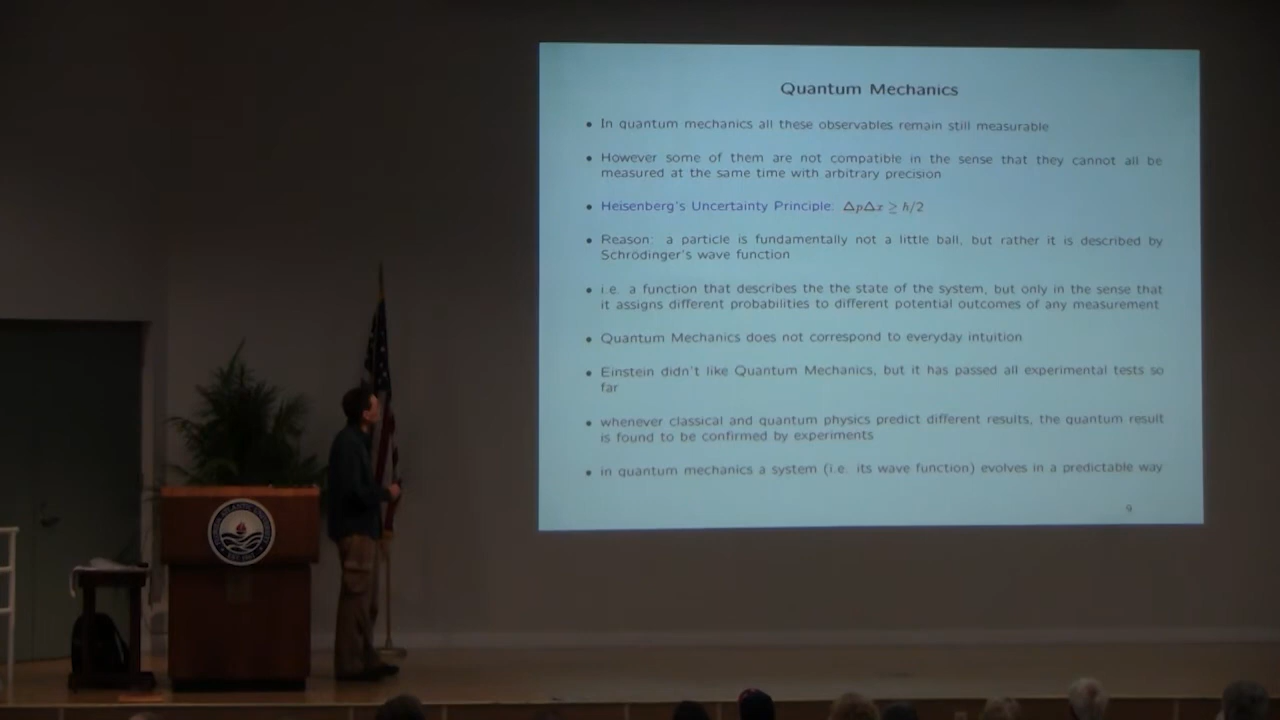 Quantum Mechanics
• In quantum mechanics all these observables remain still measurable
• However some of them are not compatible in the sense that they cannot all be
measured at the same time with arbitrary precision
• Heisenberg's Uncertainty Principle: ΔpΔx ≥ ħ/2
• Reason: a particle is fundamentally not a little ball, but rather it is described by
Schrödinger's wave function
• i.e. a function that describes the the state of the system, but only in the sense that
it assigns different probabilities to different potential outcomes of any measurement
• Quantum Mechanics does not correspond to everyday intuition
• Einstein didn't like Quantum Mechanics, but it has passed all experimental tests so
far
• whenever classical and quantum physics predict different results, the quantum result
is found to be confirmed by experiments
• in quantum mechanics a system (i.e. its wave function) evolves in a predictable way
9